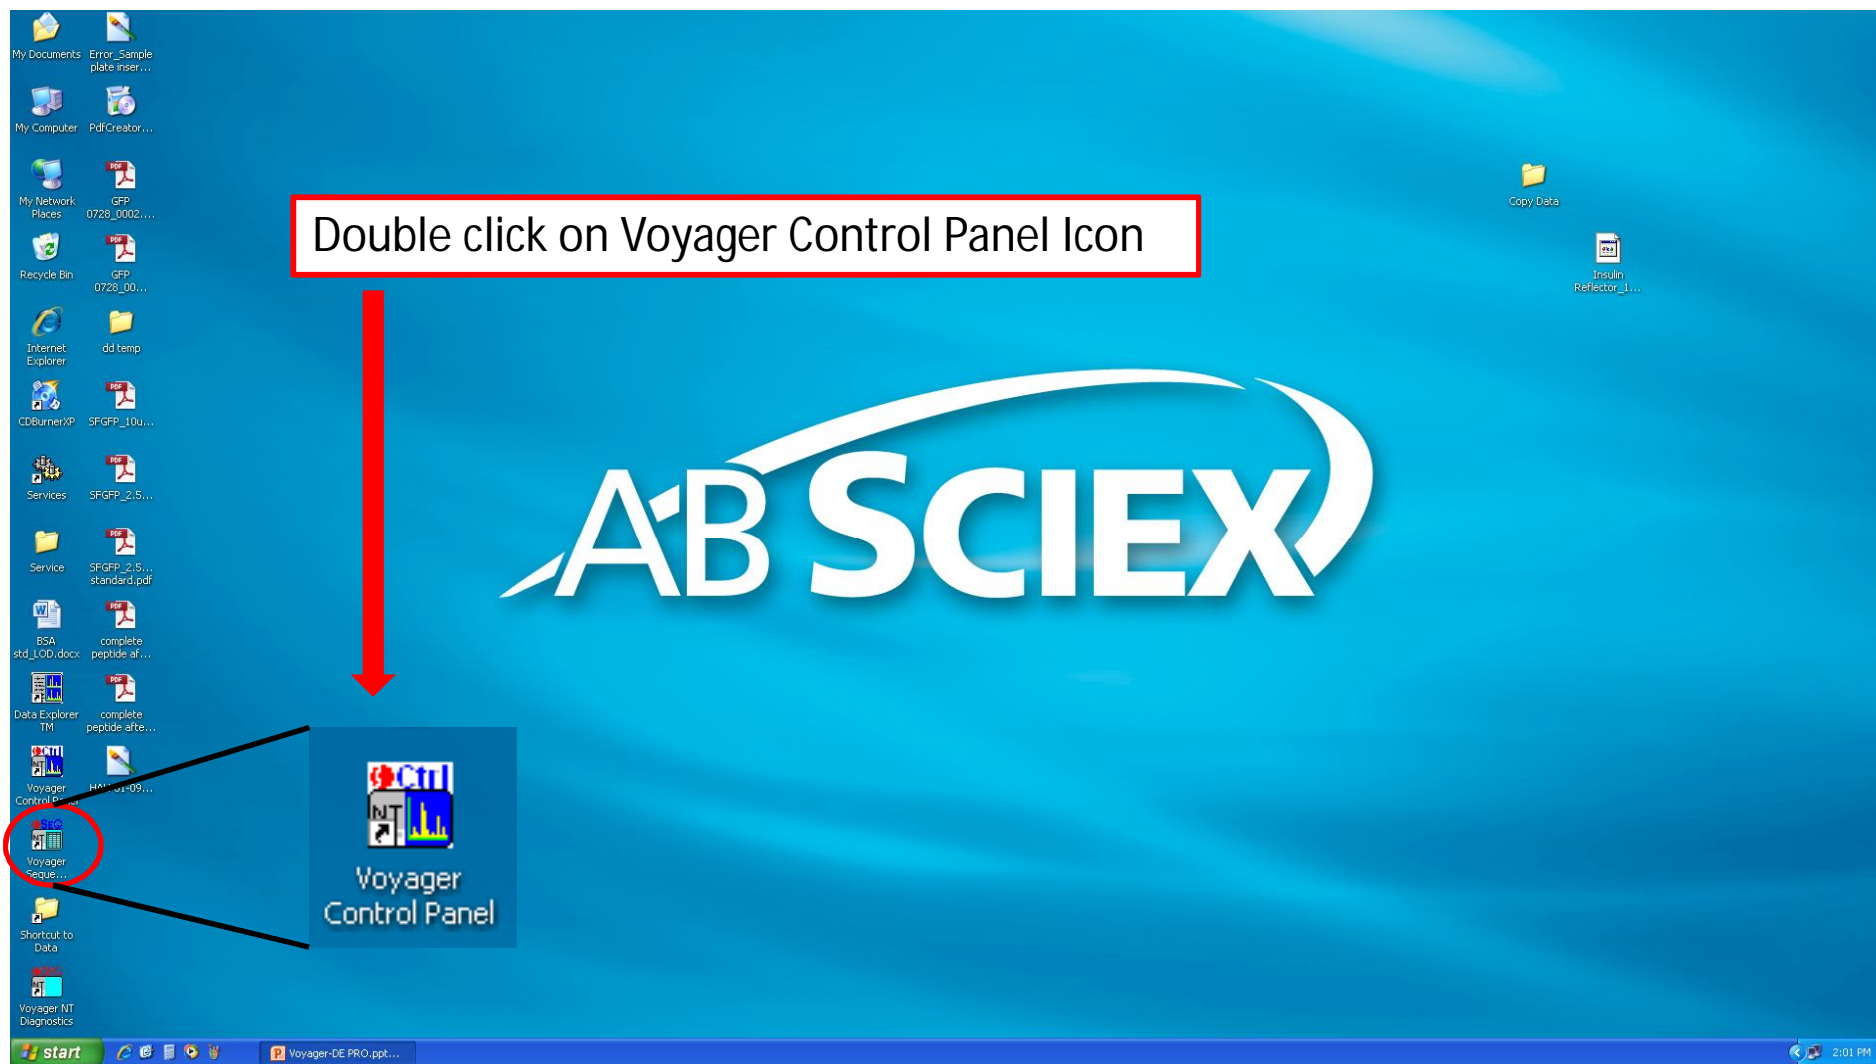 My Documents
Error_Sample
plate inser...
My Computer
PdfCreator...
My Network
Places
GFP
0728_0002....
Recycle Bin
GFP
0728_00...
Internet
Explorer
dd temp
CDBurnerXP
SFGFP_10u...
Services
SFGFP_2.5...
Service
SFGFP_2.5...
standard.pdf
BSA
std_LOD.docx
complete
peptide af...
Data Explorer
TM
complete
peptide afte...
Voyager
Control Panel
Voyager
Seque...
Shortcut to
Data
Voyager NT
Diagnostics
Double click on Voyager Control Panel Icon
Ctrl
NT
Voyager
Control Panel
AB SCIEX
Copy Data
Insulin
Reflector_1...
start
Voyager-DE PRO.ppt...
2:01 PM